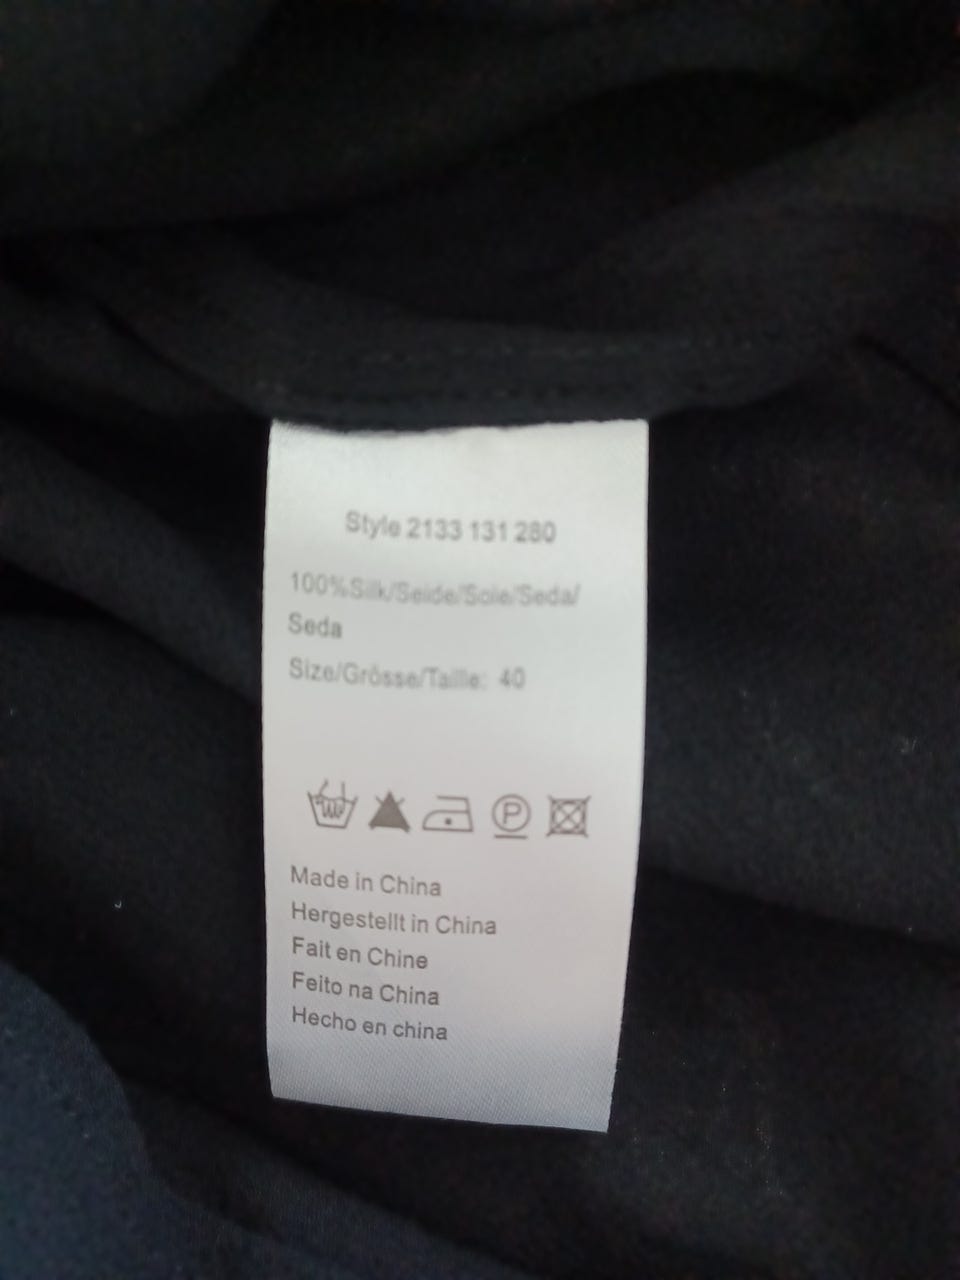 Style 2133 131 280
100%Silk/Seide/Soie/Seda/
Seda
Size/Grösse/Taille: 40
P
Made in China
Hergestellt in China
Fait en Chine
Feito na China
Hecho en china